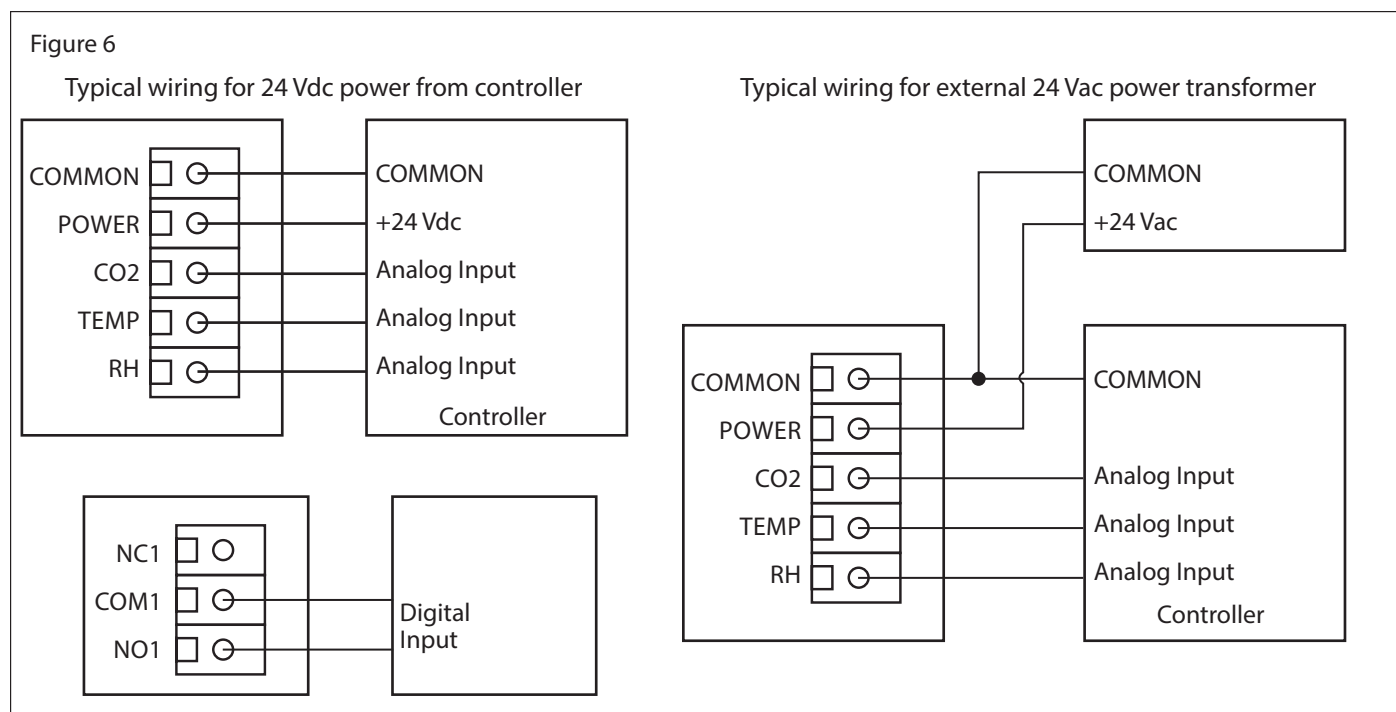 Figure 6
Typical wiring for 24 Vdc power from controller
COMMON
POWER
CO2
TEMP
RH
COMMON
+24 Vdc
Analog Input
Analog Input
Analog Input
Controller
NC1
COM1
NO1
Digital
Input
Typical wiring for external 24 Vac power transformer
COMMON
+24 Vac
COMMON
POWER
CO2
TEMP
RH
COMMON
Analog Input
Analog Input
Analog Input
Controller